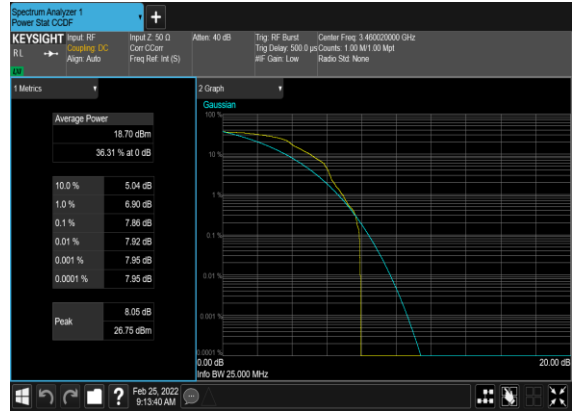 Spectrum Analyzer 1
Power Stat CCDF
KEYSIGHT
Input: RF
Input Z: 50 Ω
Atten: 40 dB
Trig: RF Burst
Center Freq: 3.460020000 GHz
RL
Coupling: DC
Corr CCorr
Trig Delay: 500.0 µs
Counts: 1.00 M/1.00 Mpt
Align: Auto
Freq Ref: Int (S)
#IF Gain: Low
Radio Std: None
1 Metrics
2 Graph
Gaussian
Average Power
18.70 dBm
36.31 % at 0 dB
10.0 %
5.04 dB
1.0 %
6.90 dB
0.1 %
7.86 dB
0.01 %
7.92 dB
0.001 %
7.95 dB
0.0001 %
7.95 dB
Peak
8.05 dB
26.75 dBm
100 %
10 %
1 %
0.1 %
0.01 %
0.001 %
0.0001 %
0.00 dB
20.00 dB
Info BW 25.000 MHz
Feb 25, 2022
9:13:40 AM